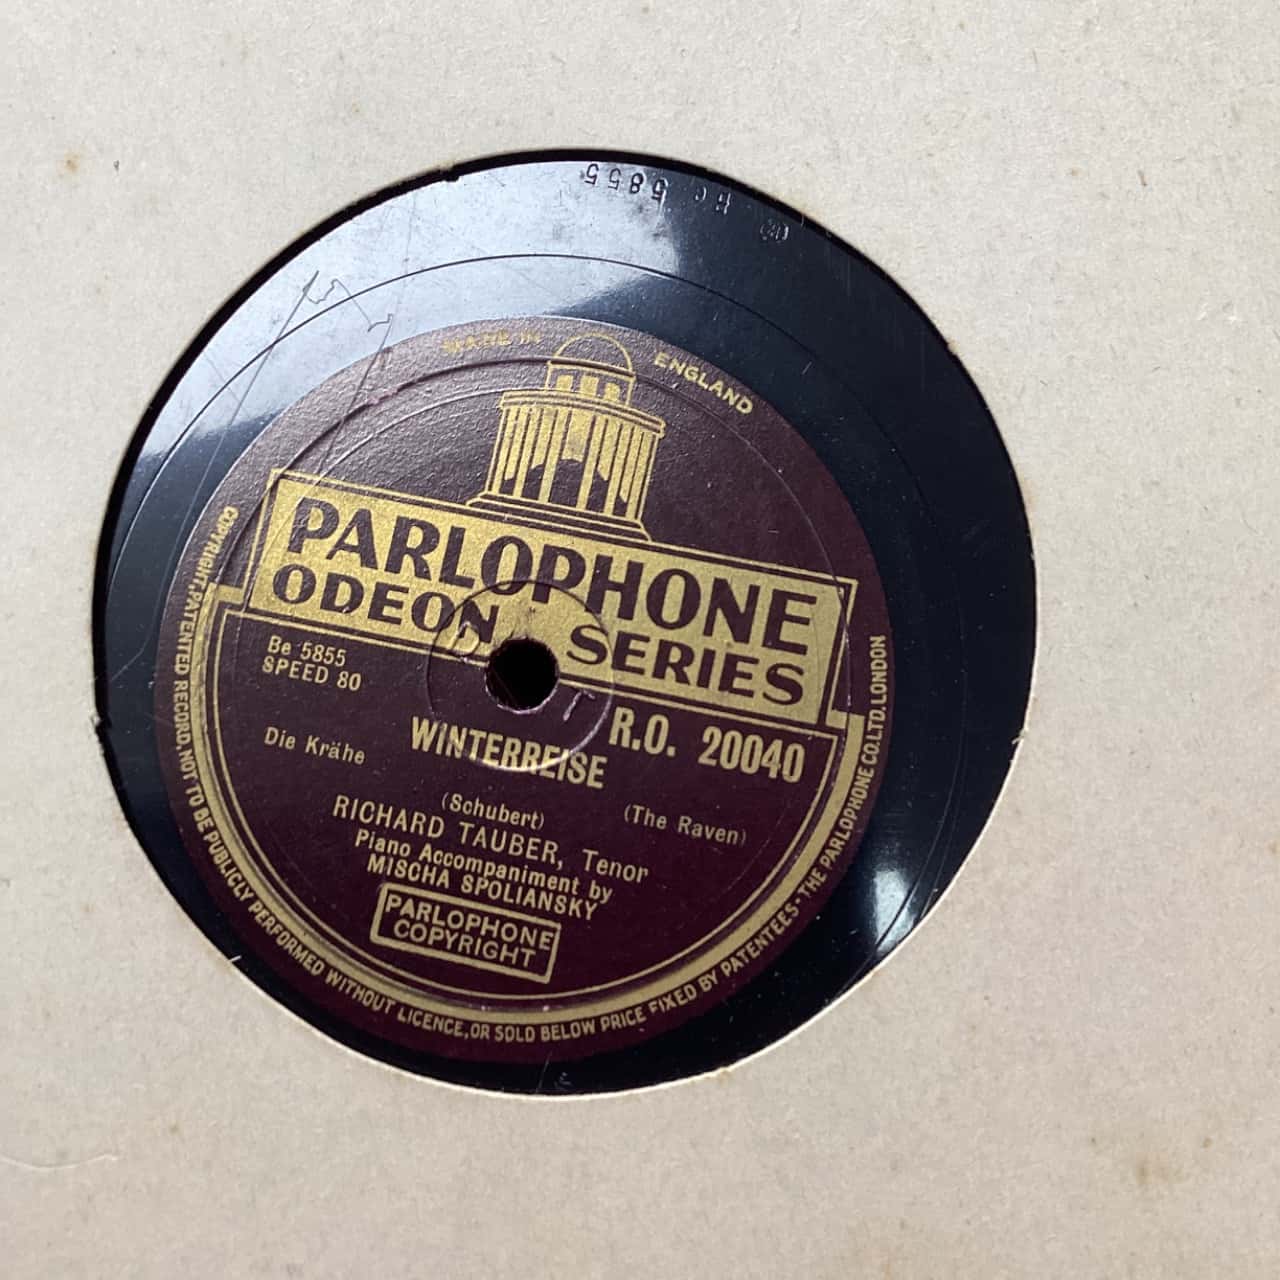 5855
MADE IN ENGLAND
PARLOPHONE
ODEON SERIES
Be 5855
SPEED 80
R.O. 20040
WINTERREISE
Die Krähe
(Schubert)
(The Raven)
RICHARD TAUBER, Tenor
Piano Accompaniment by
MISCHA SPOLIANSKY
PARLOPHONE
COPYRIGHT
COPYRIGHT. PATENTED RECORD. NOT TO BE PUBLICLY PERFORMED WITHOUT LICENCE, OR SOLD BELOW PRICE FIXED BY PATENTEES·THE PARLOPHONE CO. LTD. LONDON